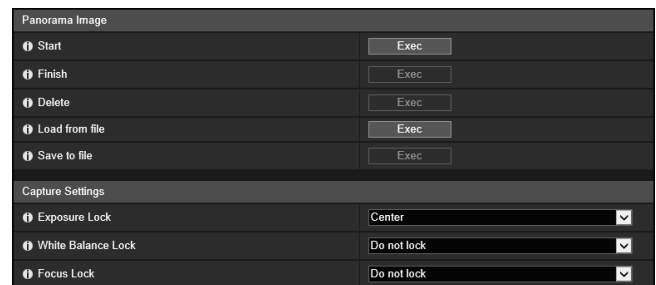 Panorama Image
Start Exec
Finish Exec
Delete Exec
Load from file Exec
Save to file Exec
Capture Settings
Exposure Lock Center
White Balance Lock Do not lock
Focus Lock Do not lock